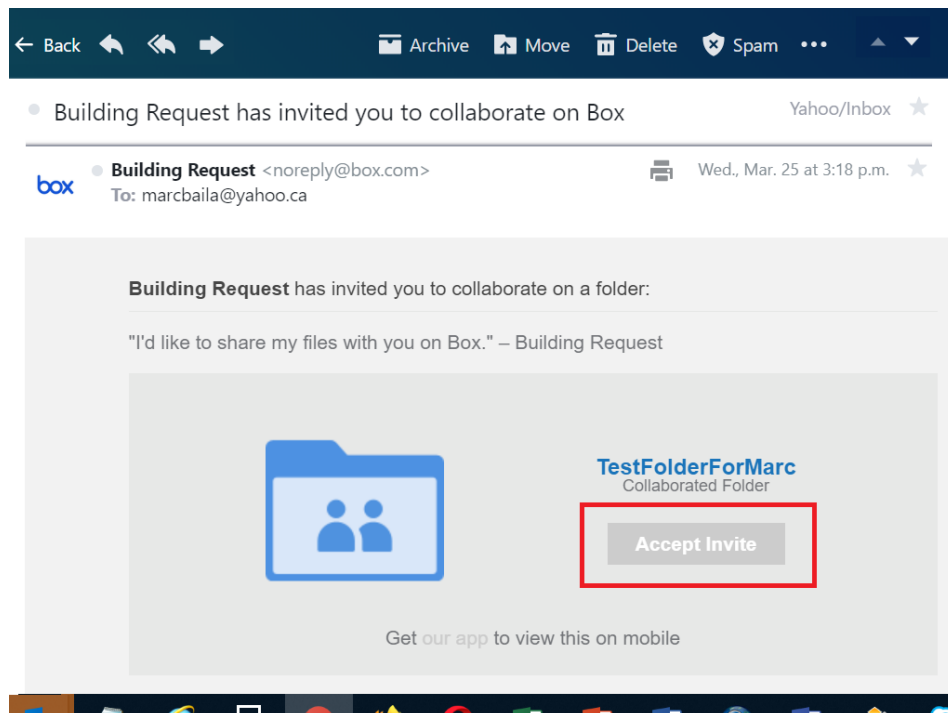 Back Archive Move Delete Spam
Building Request has invited you to collaborate on Box Yahoo/Inbox
box
Building Request <noreply@box.com> Wed., Mar. 25 at 3:18 p.m.
To: marcbaila@yahoo.ca
Building Request has invited you to collaborate on a folder:
"I'd like to share my files with you on Box." – Building Request
TestFolderForMarc
Collaborated Folder
Accept Invite
Get our app to view this on mobile